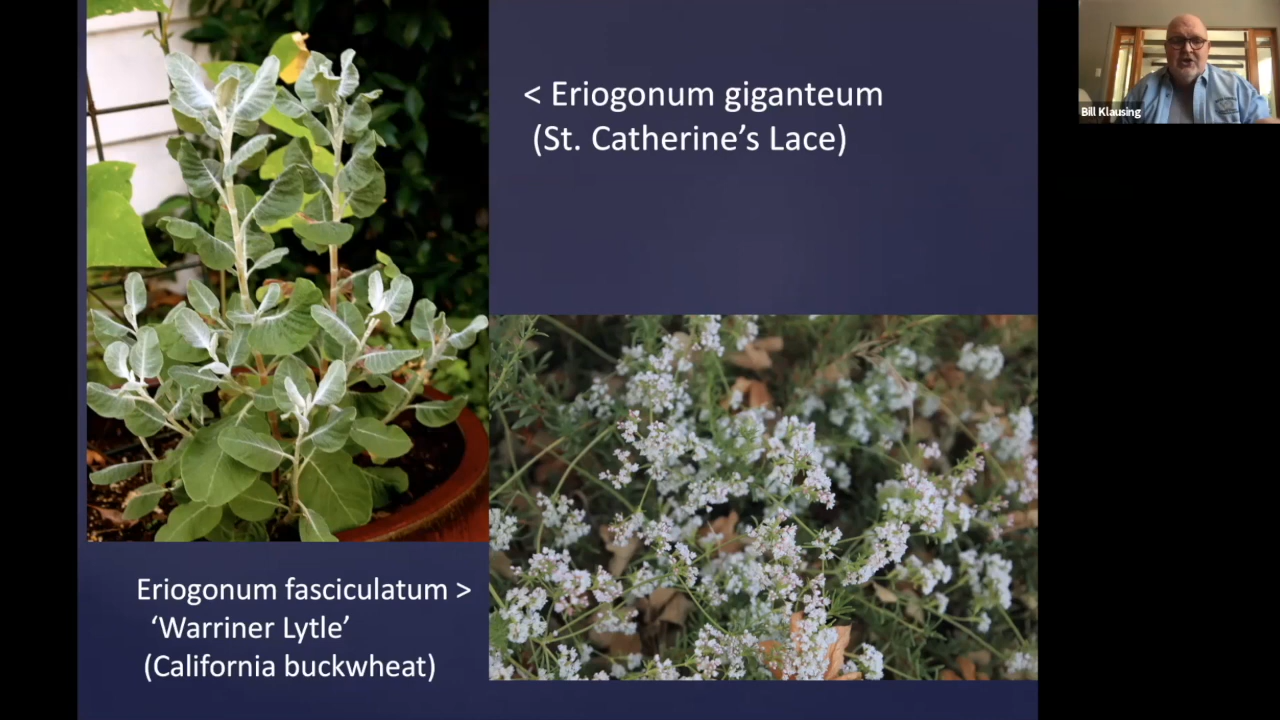 < Eriogonum giganteum
(St. Catherine’s Lace)
Bill Klausing
Eriogonum fasciculatum >
‘Warriner Lytle’
(California buckwheat)